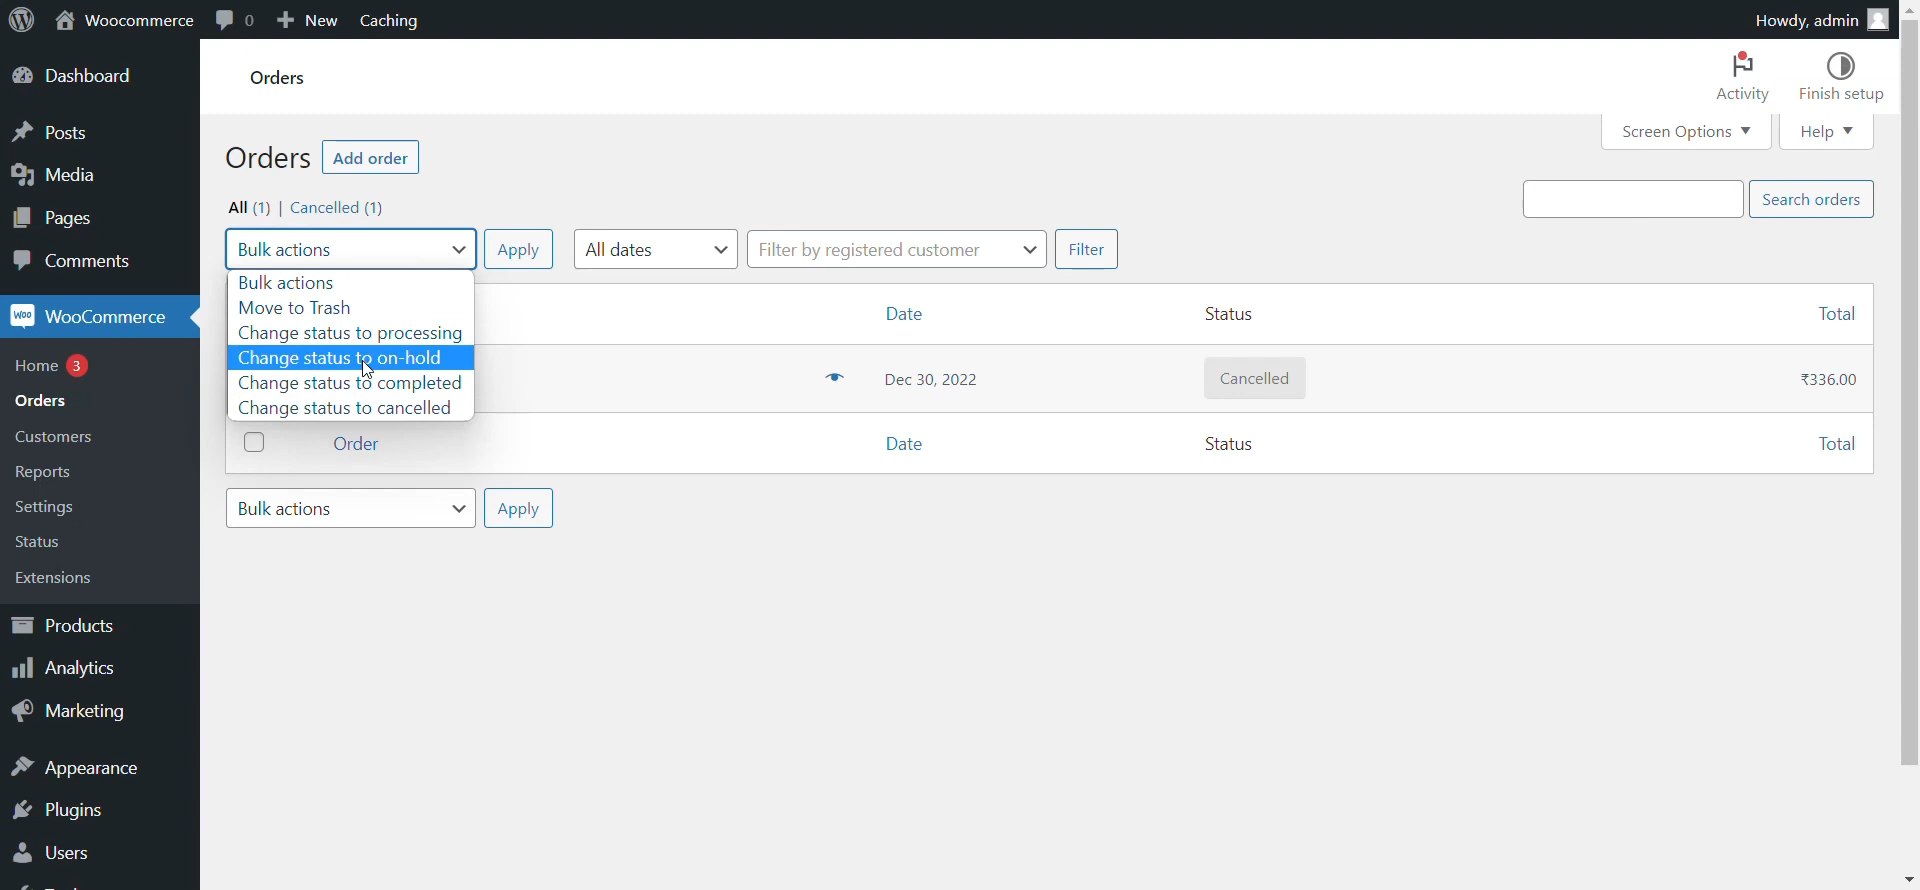 Woocommerce 0 New Caching Howdy, admin
Dashboard
Posts
Media
Pages
Comments
Woo WooCommerce
Home 3
Orders
Customers
Reports
Settings
Status
Extensions
Products
Analytics
Marketing
Appearance
Plugins
Users
Orders
Activity
Finish setup
Screen Options
Help
Orders Add order
All (1) | Cancelled (1)
Search orders
Bulk actions Apply All dates Filter by registered customer Filter
Bulk actions
Move to Trash
Change status to processing
Change status to on-hold
Change status to completed
Change status to cancelled
Date Status Total
Dec 30, 2022 Cancelled ₹336.00
Order Date Status Total
Bulk actions Apply